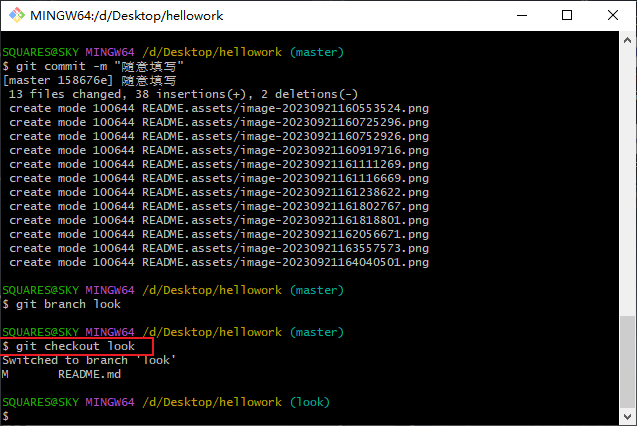 MINGW64:/d/Desktop/hellowork
SQUARES@SKY MINGW64 /d/Desktop/hellowork (master)
$ git commit -m "随意填写"
[master 158676e] 随意填写
 13 files changed, 38 insertions(+), 2 deletions(-)
 create mode 100644 README.assets/image-20230921160553524.png
 create mode 100644 README.assets/image-20230921160725296.png
 create mode 100644 README.assets/image-20230921160752926.png
 create mode 100644 README.assets/image-20230921160919716.png
 create mode 100644 README.assets/image-20230921161111269.png
 create mode 100644 README.assets/image-20230921161116669.png
 create mode 100644 README.assets/image-20230921161238622.png
 create mode 100644 README.assets/image-20230921161802767.png
 create mode 100644 README.assets/image-20230921161818801.png
 create mode 100644 README.assets/image-20230921162056671.png
 create mode 100644 README.assets/image-20230921163557573.png
 create mode 100644 README.assets/image-20230921164040501.png
SQUARES@SKY MINGW64 /d/Desktop/hellowork (master)
$ git branch look
SQUARES@SKY MINGW64 /d/Desktop/hellowork (master)
$ git checkout look
Switched to branch 'look'
M       README.md
SQUARES@SKY MINGW64 /d/Desktop/hellowork (look)
$